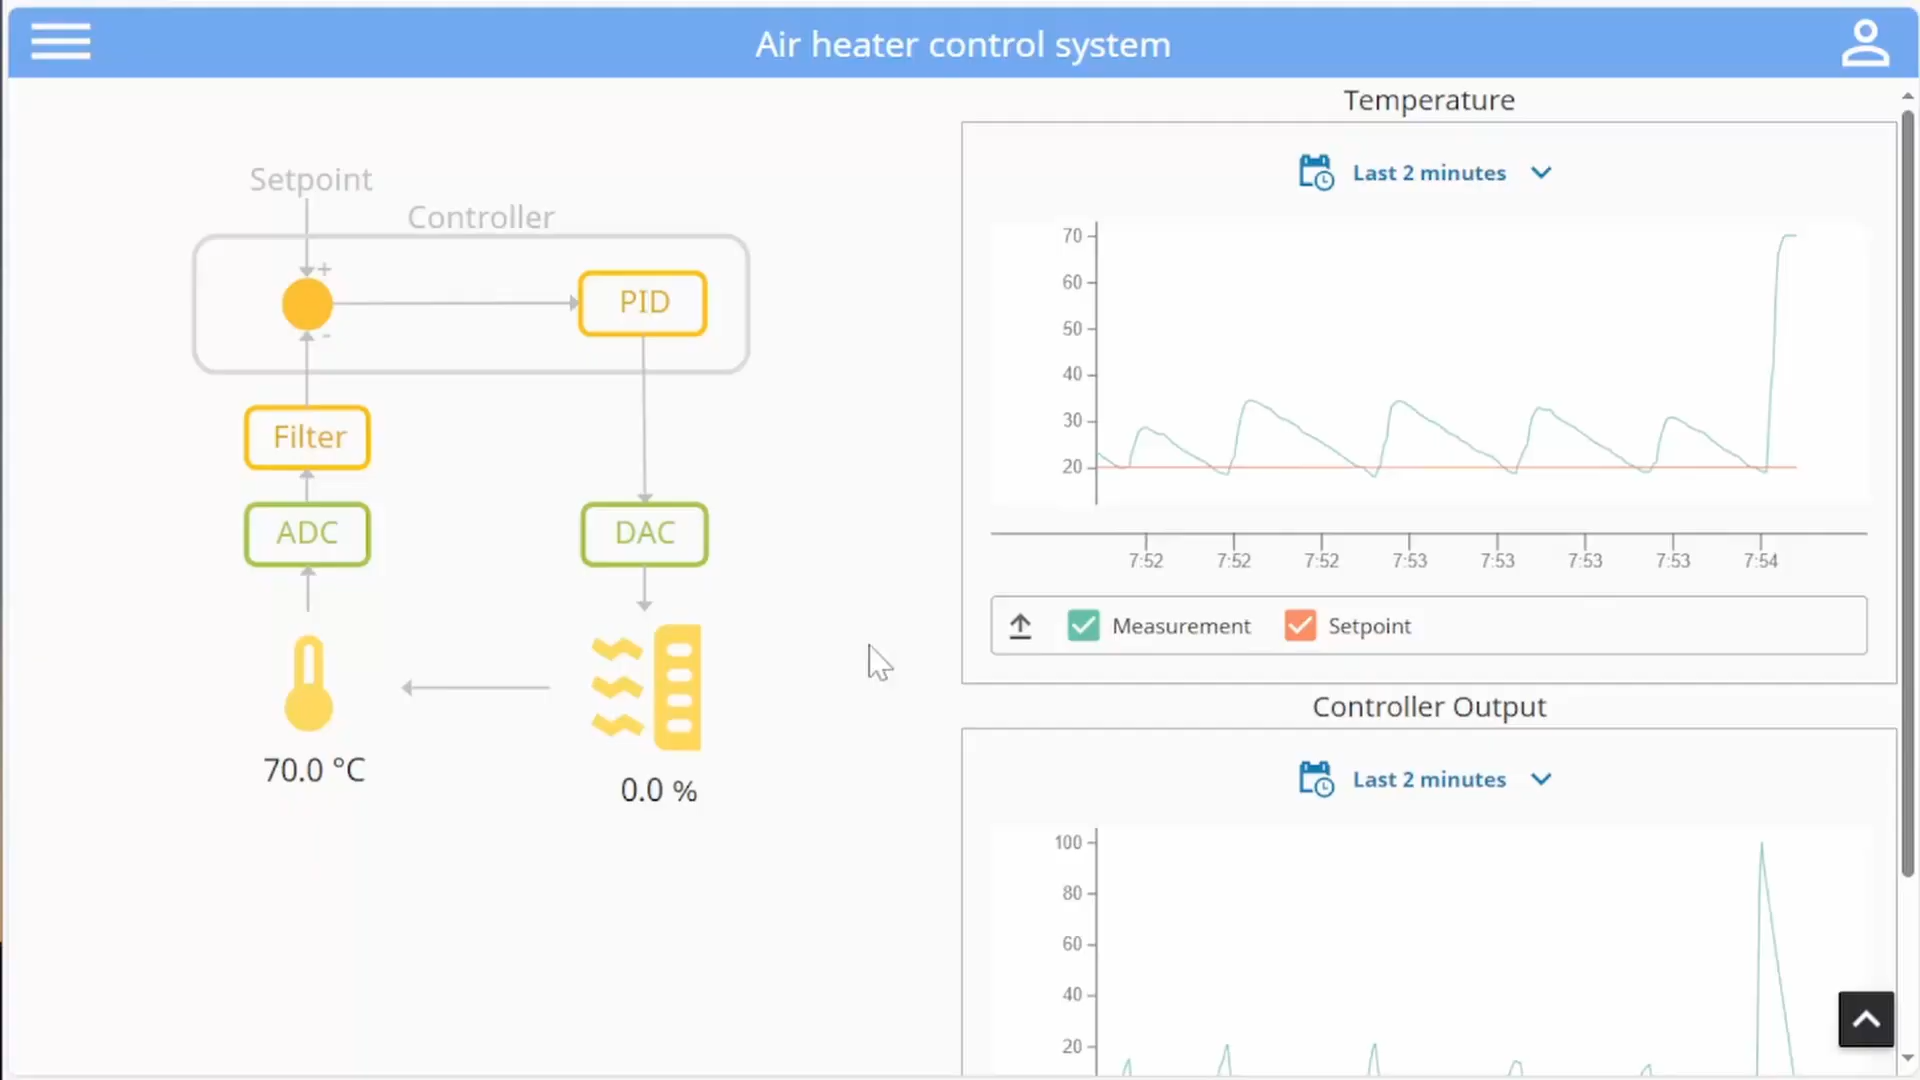 Air heater control system
Setpoint
Controller
+
-
PID
Filter
ADC
DAC
70.0 °C
0.0 %
Temperature
Last 2 minutes
70
60
50
40
30
20
7:52 7:52 7:52 7:53 7:53 7:53 7:53 7:54
Measurement Setpoint
Controller Output
Last 2 minutes
100
80
60
40
20